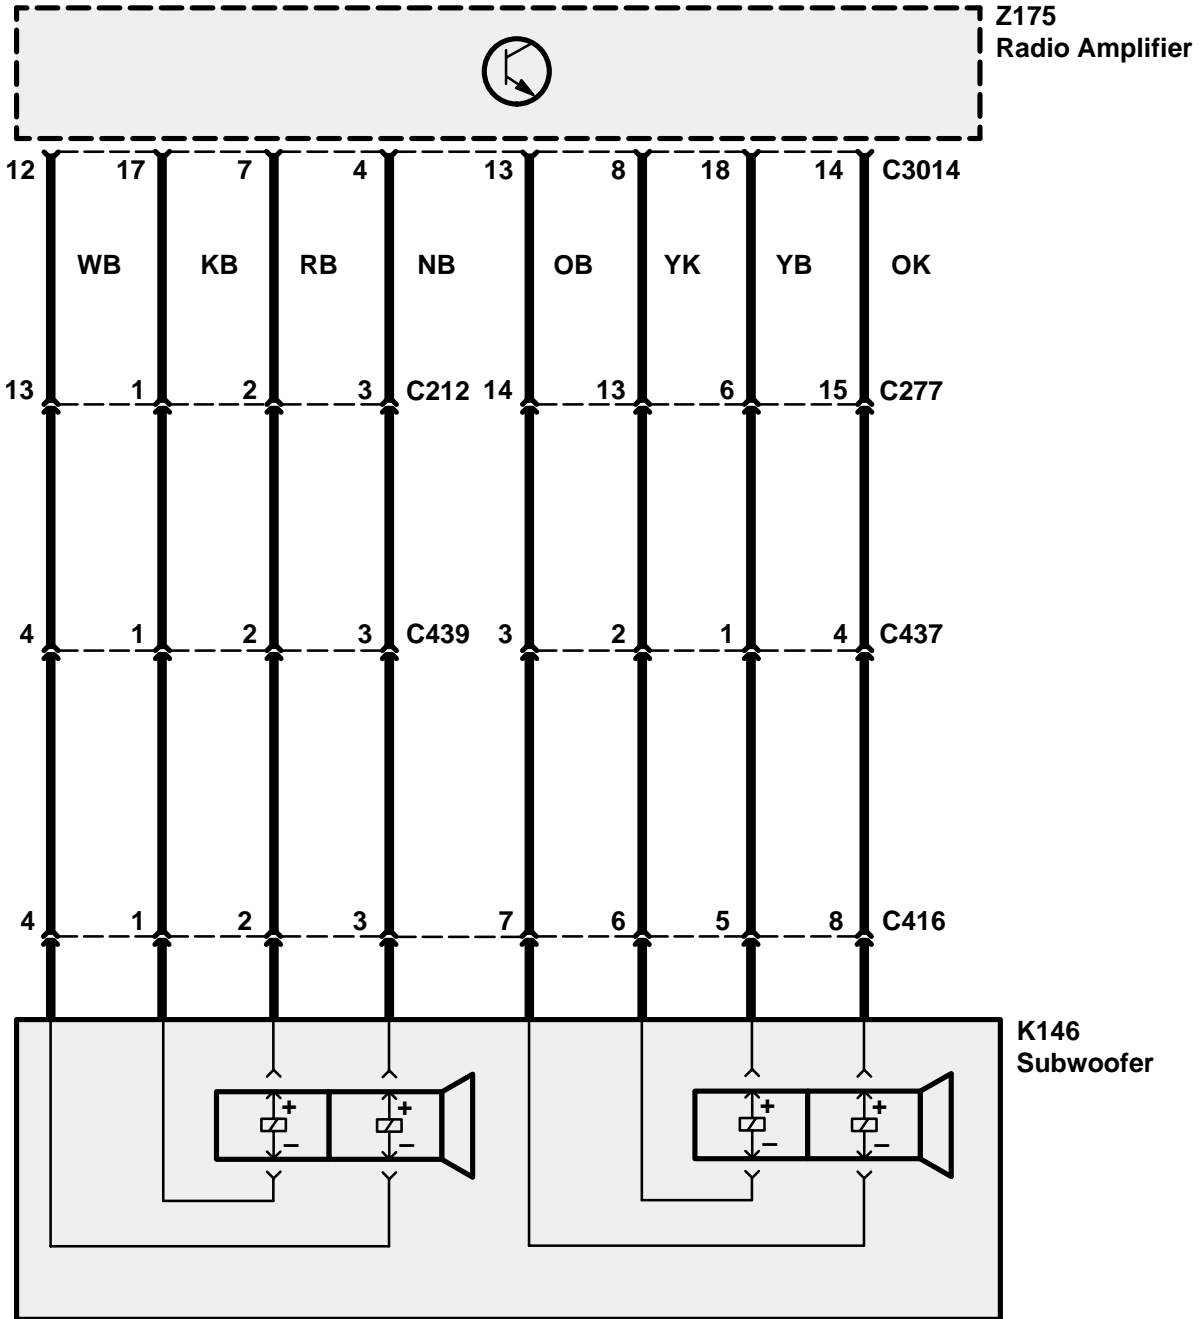 Z175
Radio Amplifier
12 17 7 4 13 8 18 14 C3014
WB KB RB NB OB YK YB OK
13 1 2 3 C212 14 13 6 15 C277
4 1 2 3 C439 3 2 1 4 C437
4 1 2 3 7 6 5 8 C416
K146
Subwoofer
+ + + +
– – – –